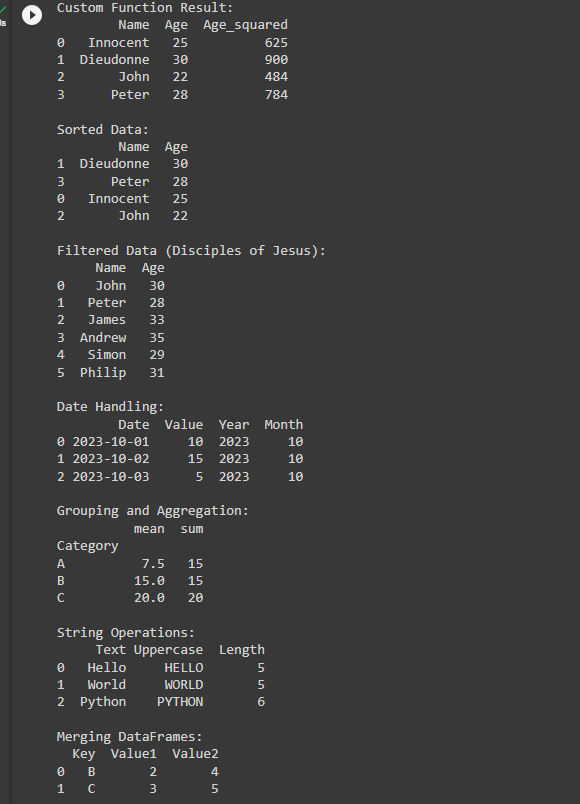 Custom Function Result:
Name Age Age_squared
0 Innocent 25 625
1 Dieudonne 30 900
2 John 22 484
3 Peter 28 784
Sorted Data:
Name Age
1 Dieudonne 30
3 Peter 28
0 Innocent 25
2 John 22
Filtered Data (Disciples of Jesus):
Name Age
0 John 30
1 Peter 28
2 James 33
3 Andrew 35
4 Simon 29
5 Philip 31
Date Handling:
Date Value Year Month
0 2023-10-01 10 2023 10
1 2023-10-02 15 2023 10
2 2023-10-03 5 2023 10
Grouping and Aggregation:
mean sum
Category
A 7.5 15
B 15.0 15
C 20.0 20
String Operations:
Text Uppercase Length
0 Hello HELLO 5
1 World WORLD 5
2 Python PYTHON 6
Merging DataFrames:
Key Value1 Value2
0 B 2 4
1 C 3 5